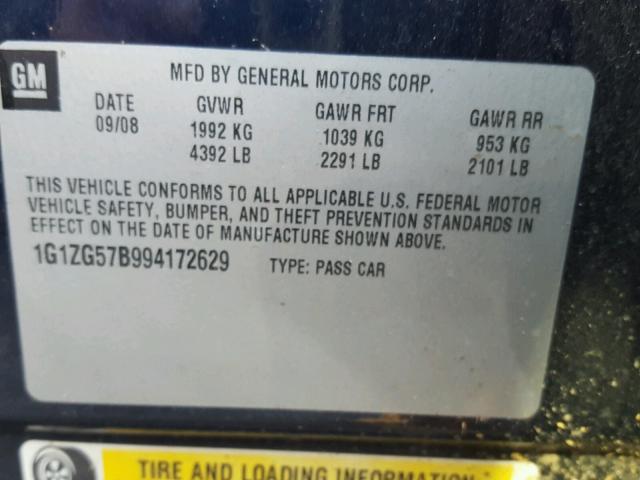 GM
MFD BY GENERAL MOTORS CORP.
DATE GVWR GAWR FRT GAWR RR
09/08 1992 KG 1039 KG 953 KG
4392 LB 2291 LB 2101 LB
THIS VEHICLE CONFORMS TO ALL APPLICABLE U.S. FEDERAL MOTOR
VEHICLE SAFETY, BUMPER, AND THEFT PREVENTION STANDARDS IN
EFFECT ON THE DATE OF MANUFACTURE SHOWN ABOVE.
1G1ZG57B994172629 TYPE: PASS CAR
TIRE AND LOADING INFORMATION